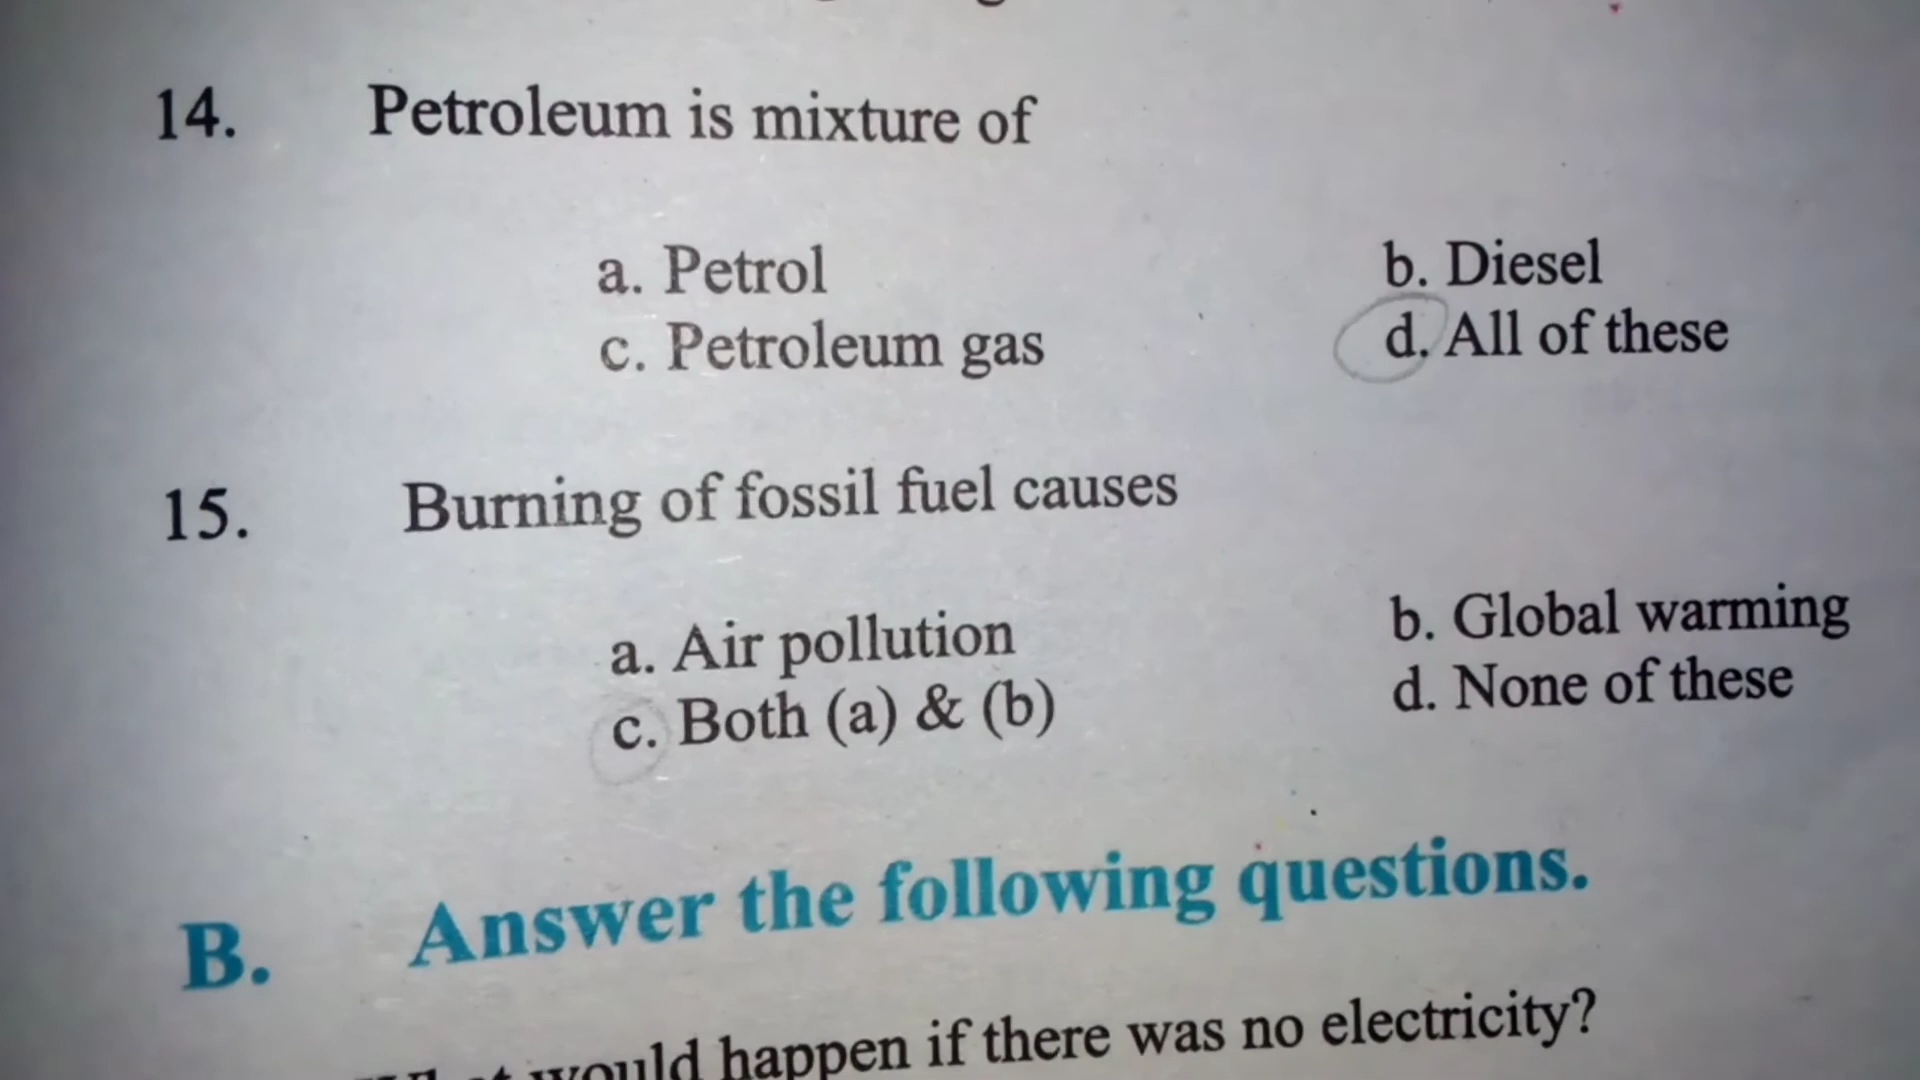 14. Petroleum is mixture of
a. Petrol b. Diesel
c. Petroleum gas d. All of these
15. Burning of fossil fuel causes
a. Air pollution b. Global warming
c. Both (a) & (b) d. None of these
B. Answer the following questions.
would happen if there was no electricity?